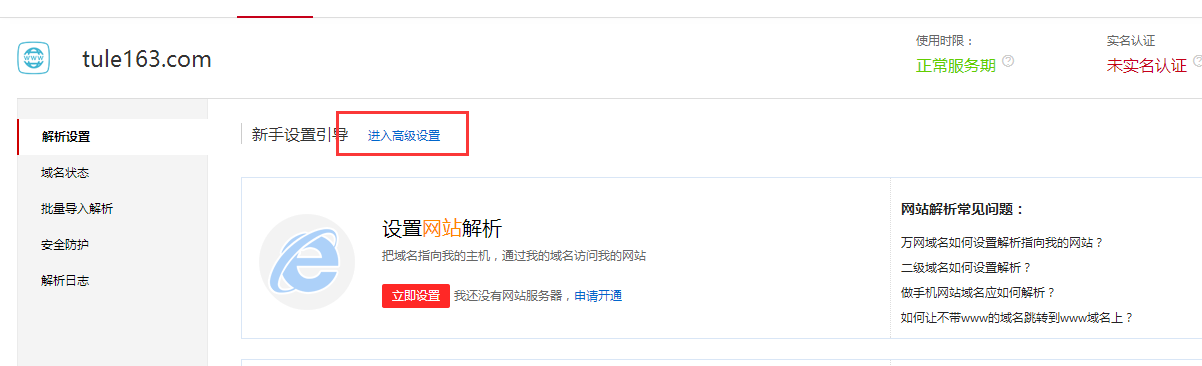 tule163.com
使用时限：
正常服务期
实名认证
未实名认证
解析设置
域名状态
批量导入解析
安全防护
解析日志
新手设置引导 进入高级设置
设置网站解析
把域名指向我的主机，通过我的域名访问我的网站
立即设置 我还没有网站服务器，申请开通
网站解析常见问题：
万网域名如何设置解析指向我的网站？
二级域名如何设置解析？
做手机网站域名应如何解析？
如何让不带www的域名跳转到www域名上？
www